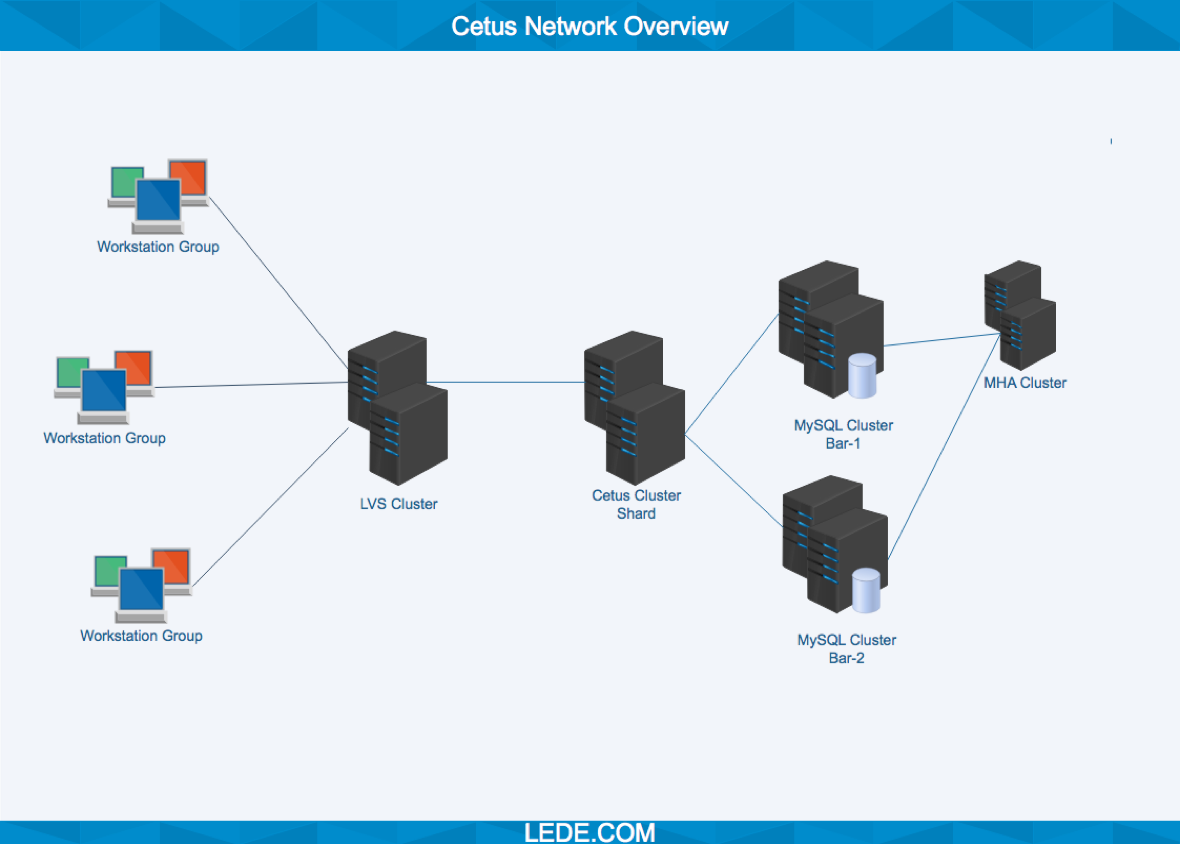 Cetus Network Overview
Workstation Group
Workstation Group
LVS Cluster
Workstation Group
Cetus Cluster
Shard
MySQL Cluster
Bar-1
MHA Cluster
MySQL Cluster
Bar-2
LEDE.COM